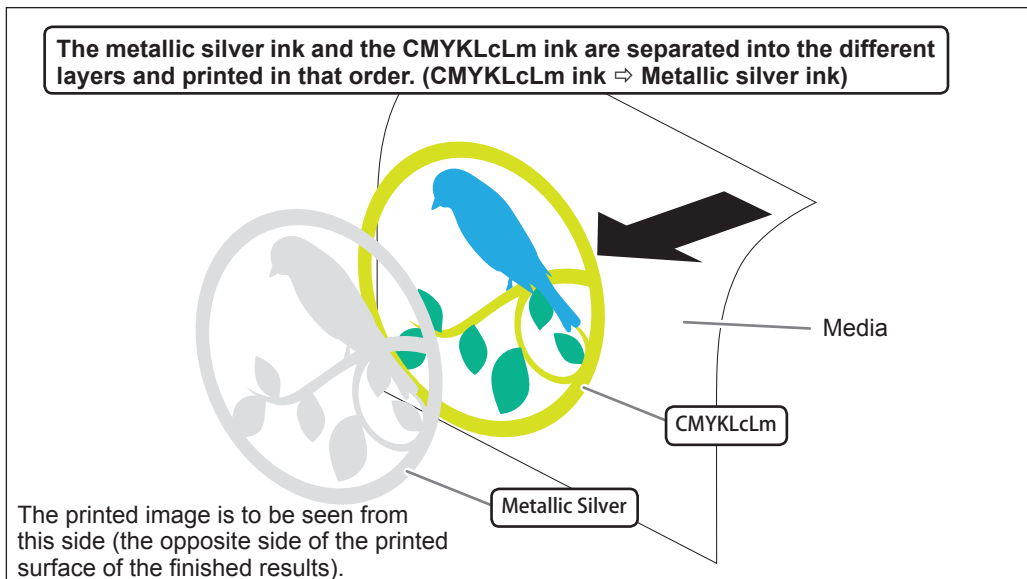 The metallic silver ink and the CMYKLcLm ink are separated into the different
layers and printed in that order. (CMYKLcLm ink ⇨ Metallic silver ink)
Media
CMYKLcLm
Metallic Silver
The printed image is to be seen from
this side (the opposite side of the printed
surface of the finished results).